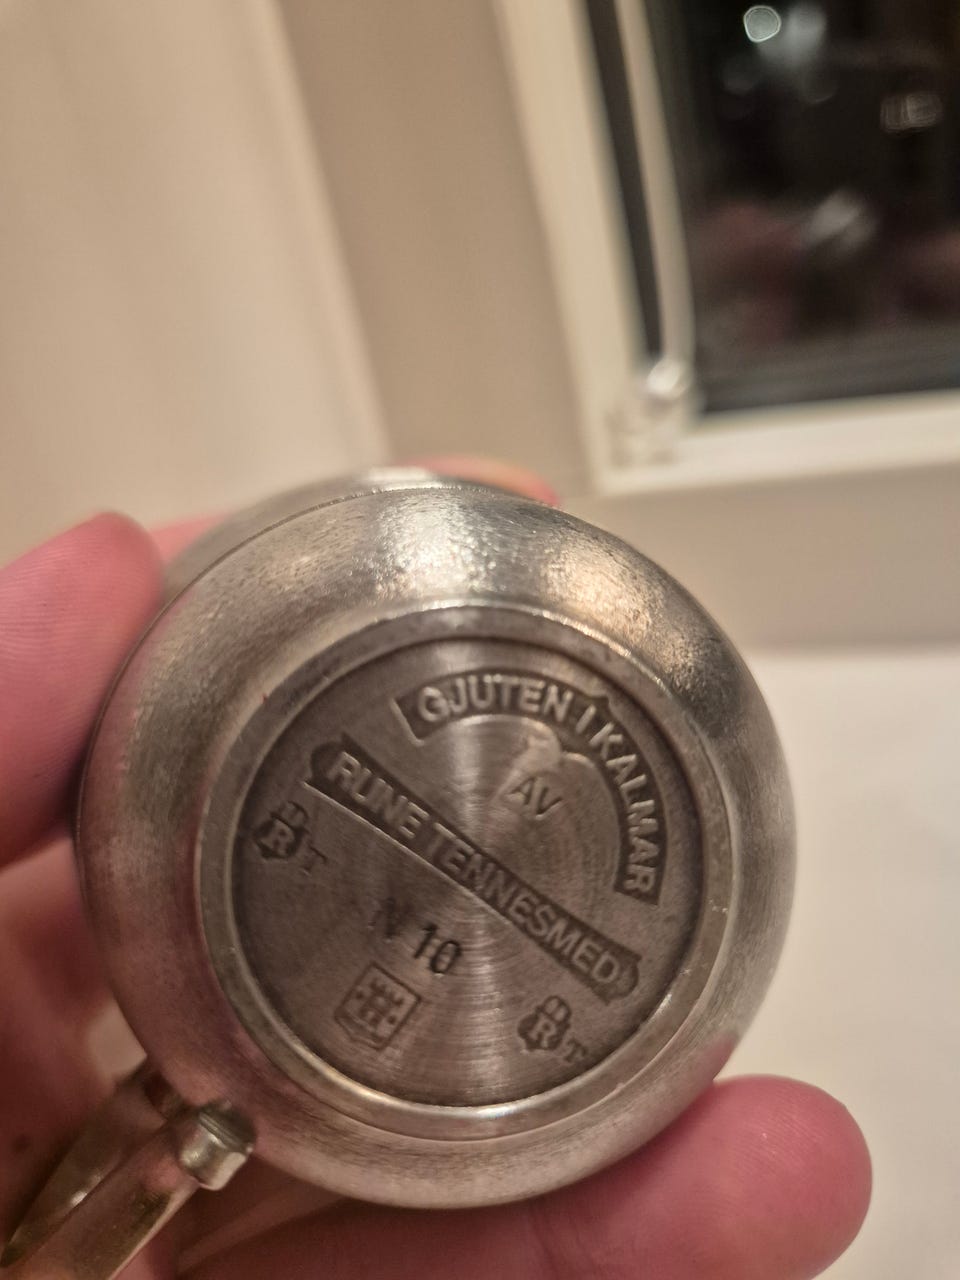 GJUTEN I KALMAR
AV
RUNE TENNESMED
R T
N 10
R T